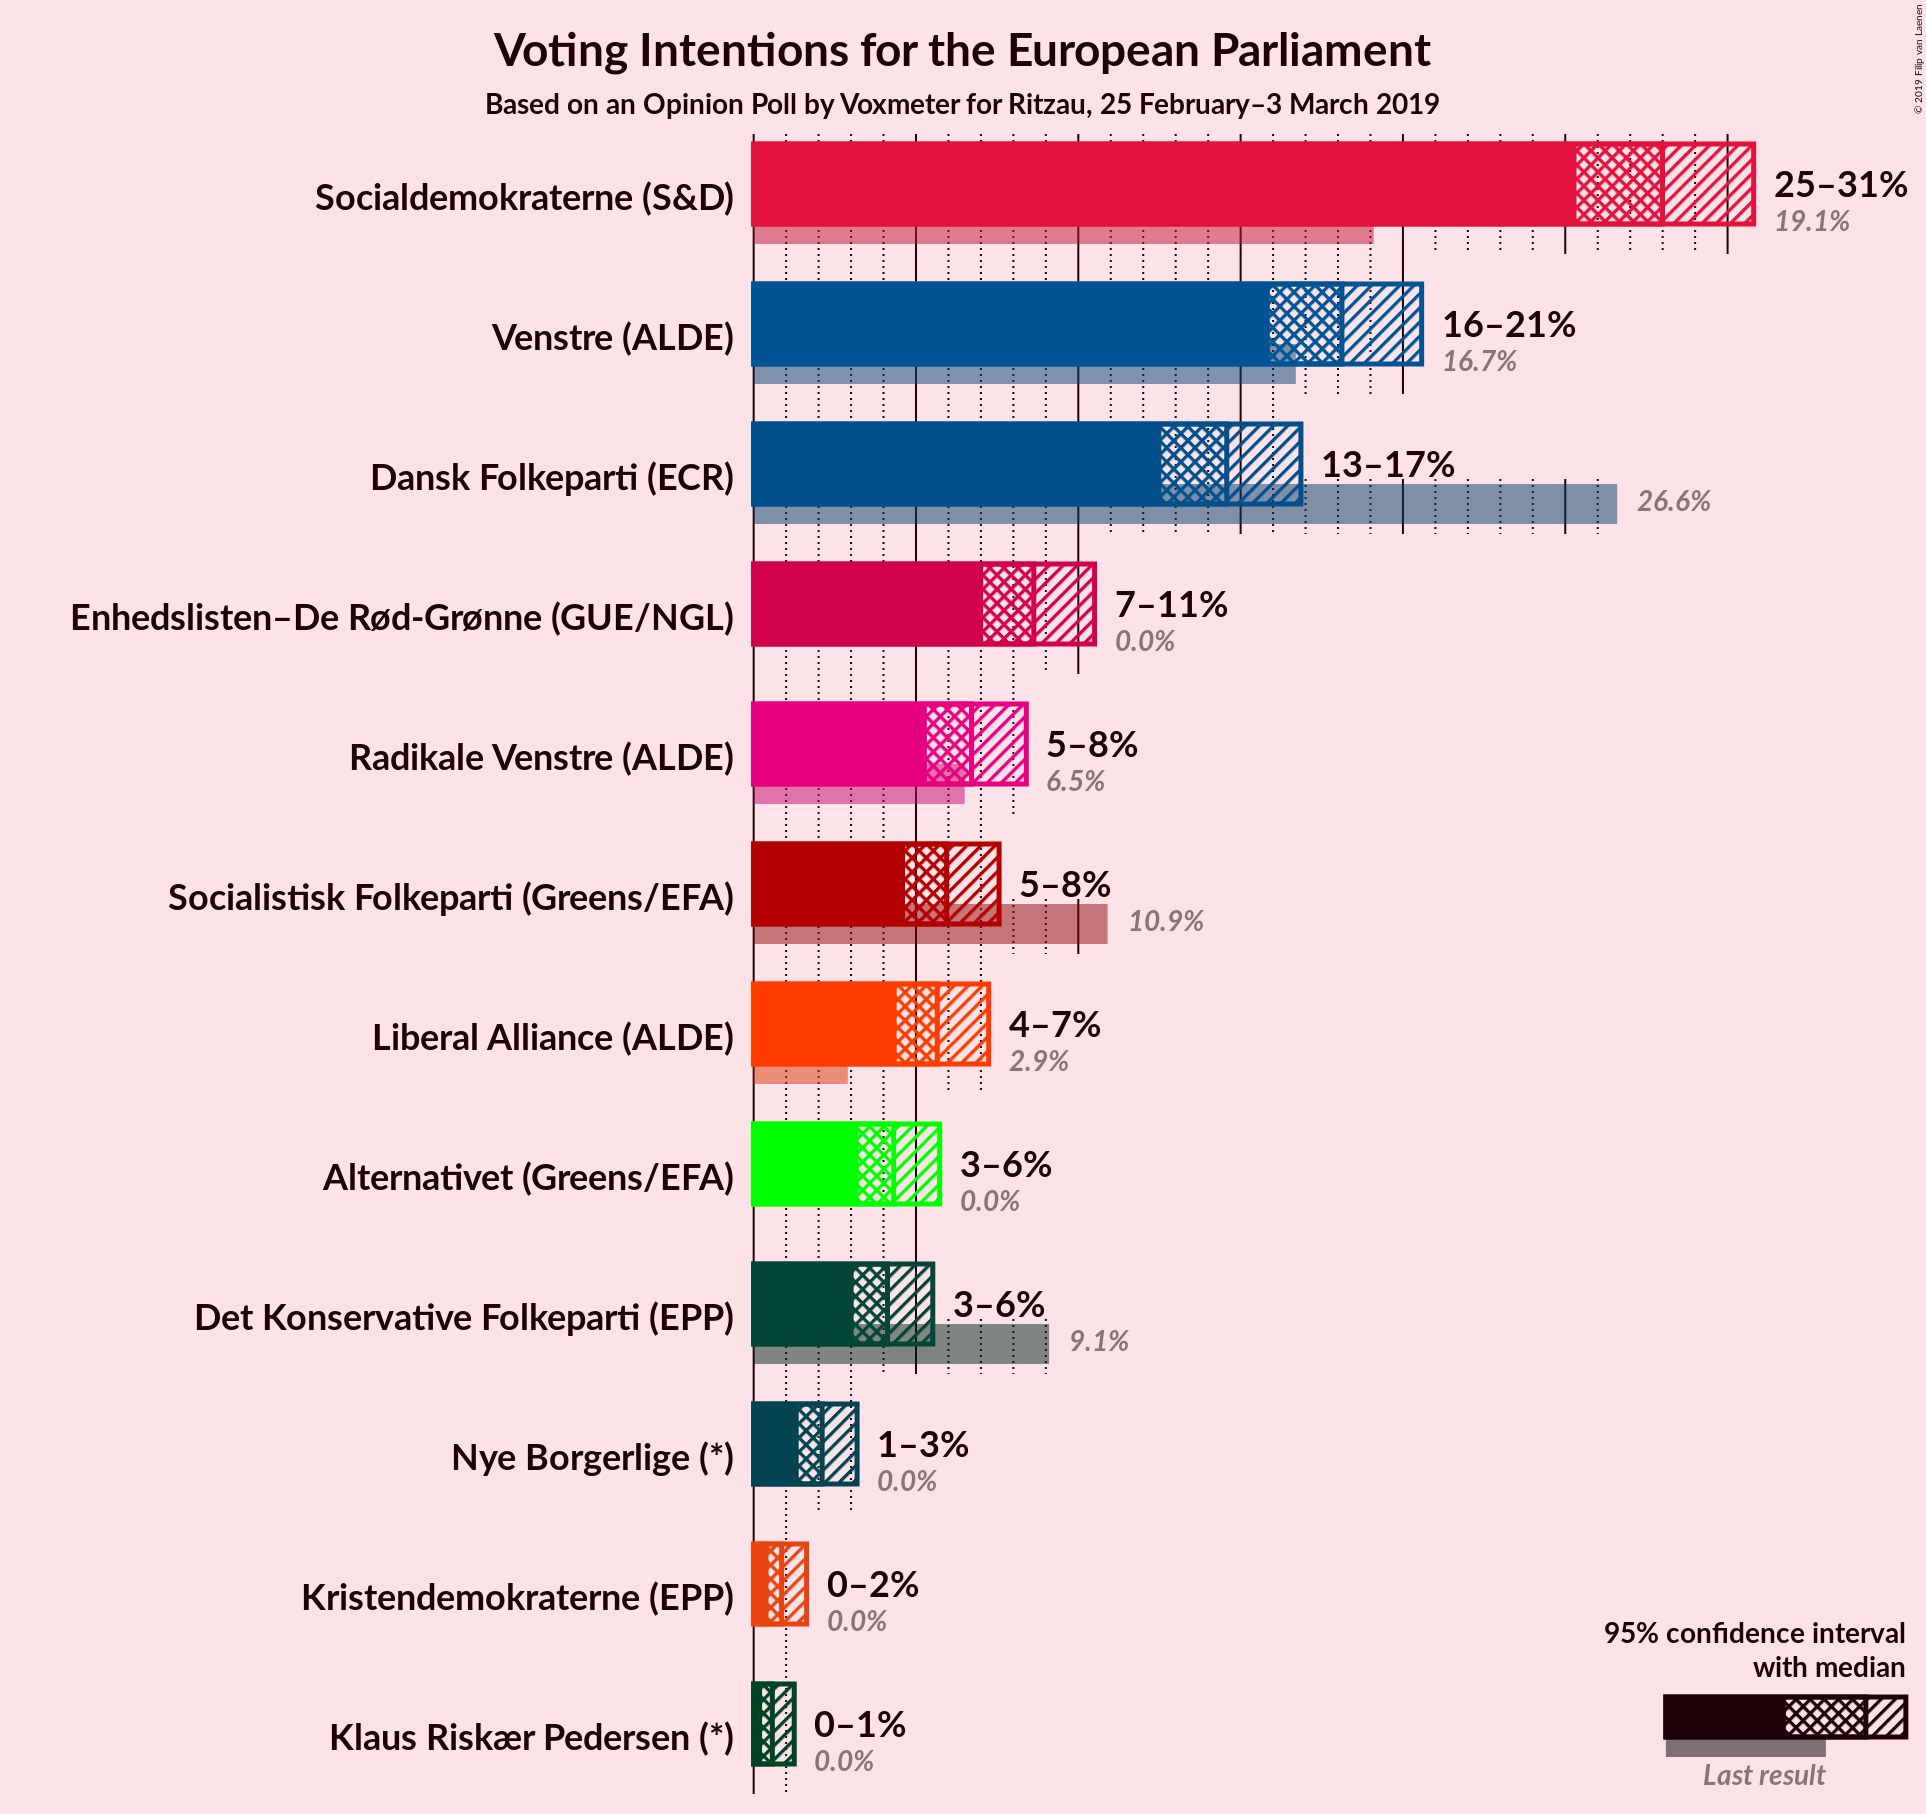 Voting Intentions for the European Parliament
Based on an Opinion Poll by Voxmeter for Ritzau, 25 February–3 March 2019
© 2019 Filip van Laenen
Socialdemokraterne (S&D)
25–31%
19.1%
Venstre (ALDE)
16–21%
16.7%
Dansk Folkeparti (ECR)
13–17%
26.6%
Enhedslisten–De Rød-Grønne (GUE/NGL)
7–11%
0.0%
Radikale Venstre (ALDE)
5–8%
6.5%
Socialistisk Folkeparti (Greens/EFA)
5–8%
10.9%
Liberal Alliance (ALDE)
4–7%
2.9%
Alternativet (Greens/EFA)
3–6%
0.0%
Det Konservative Folkeparti (EPP)
3–6%
9.1%
Nye Borgerlige (*)
1–3%
0.0%
Kristendemokraterne (EPP)
0–2%
0.0%
Klaus Riskær Pedersen (*)
0–1%
0.0%
95% confidence interval
with median
Last result